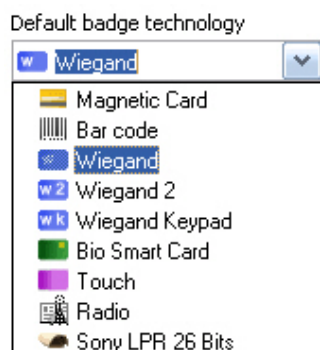 Default badge technology
w Wiegand
Magnetic Card
Bar code
w Wiegand
w 2 Wiegand 2
w k Wiegand Keypad
Bio Smart Card
Touch
Radio
Sony LPR 26 Bits